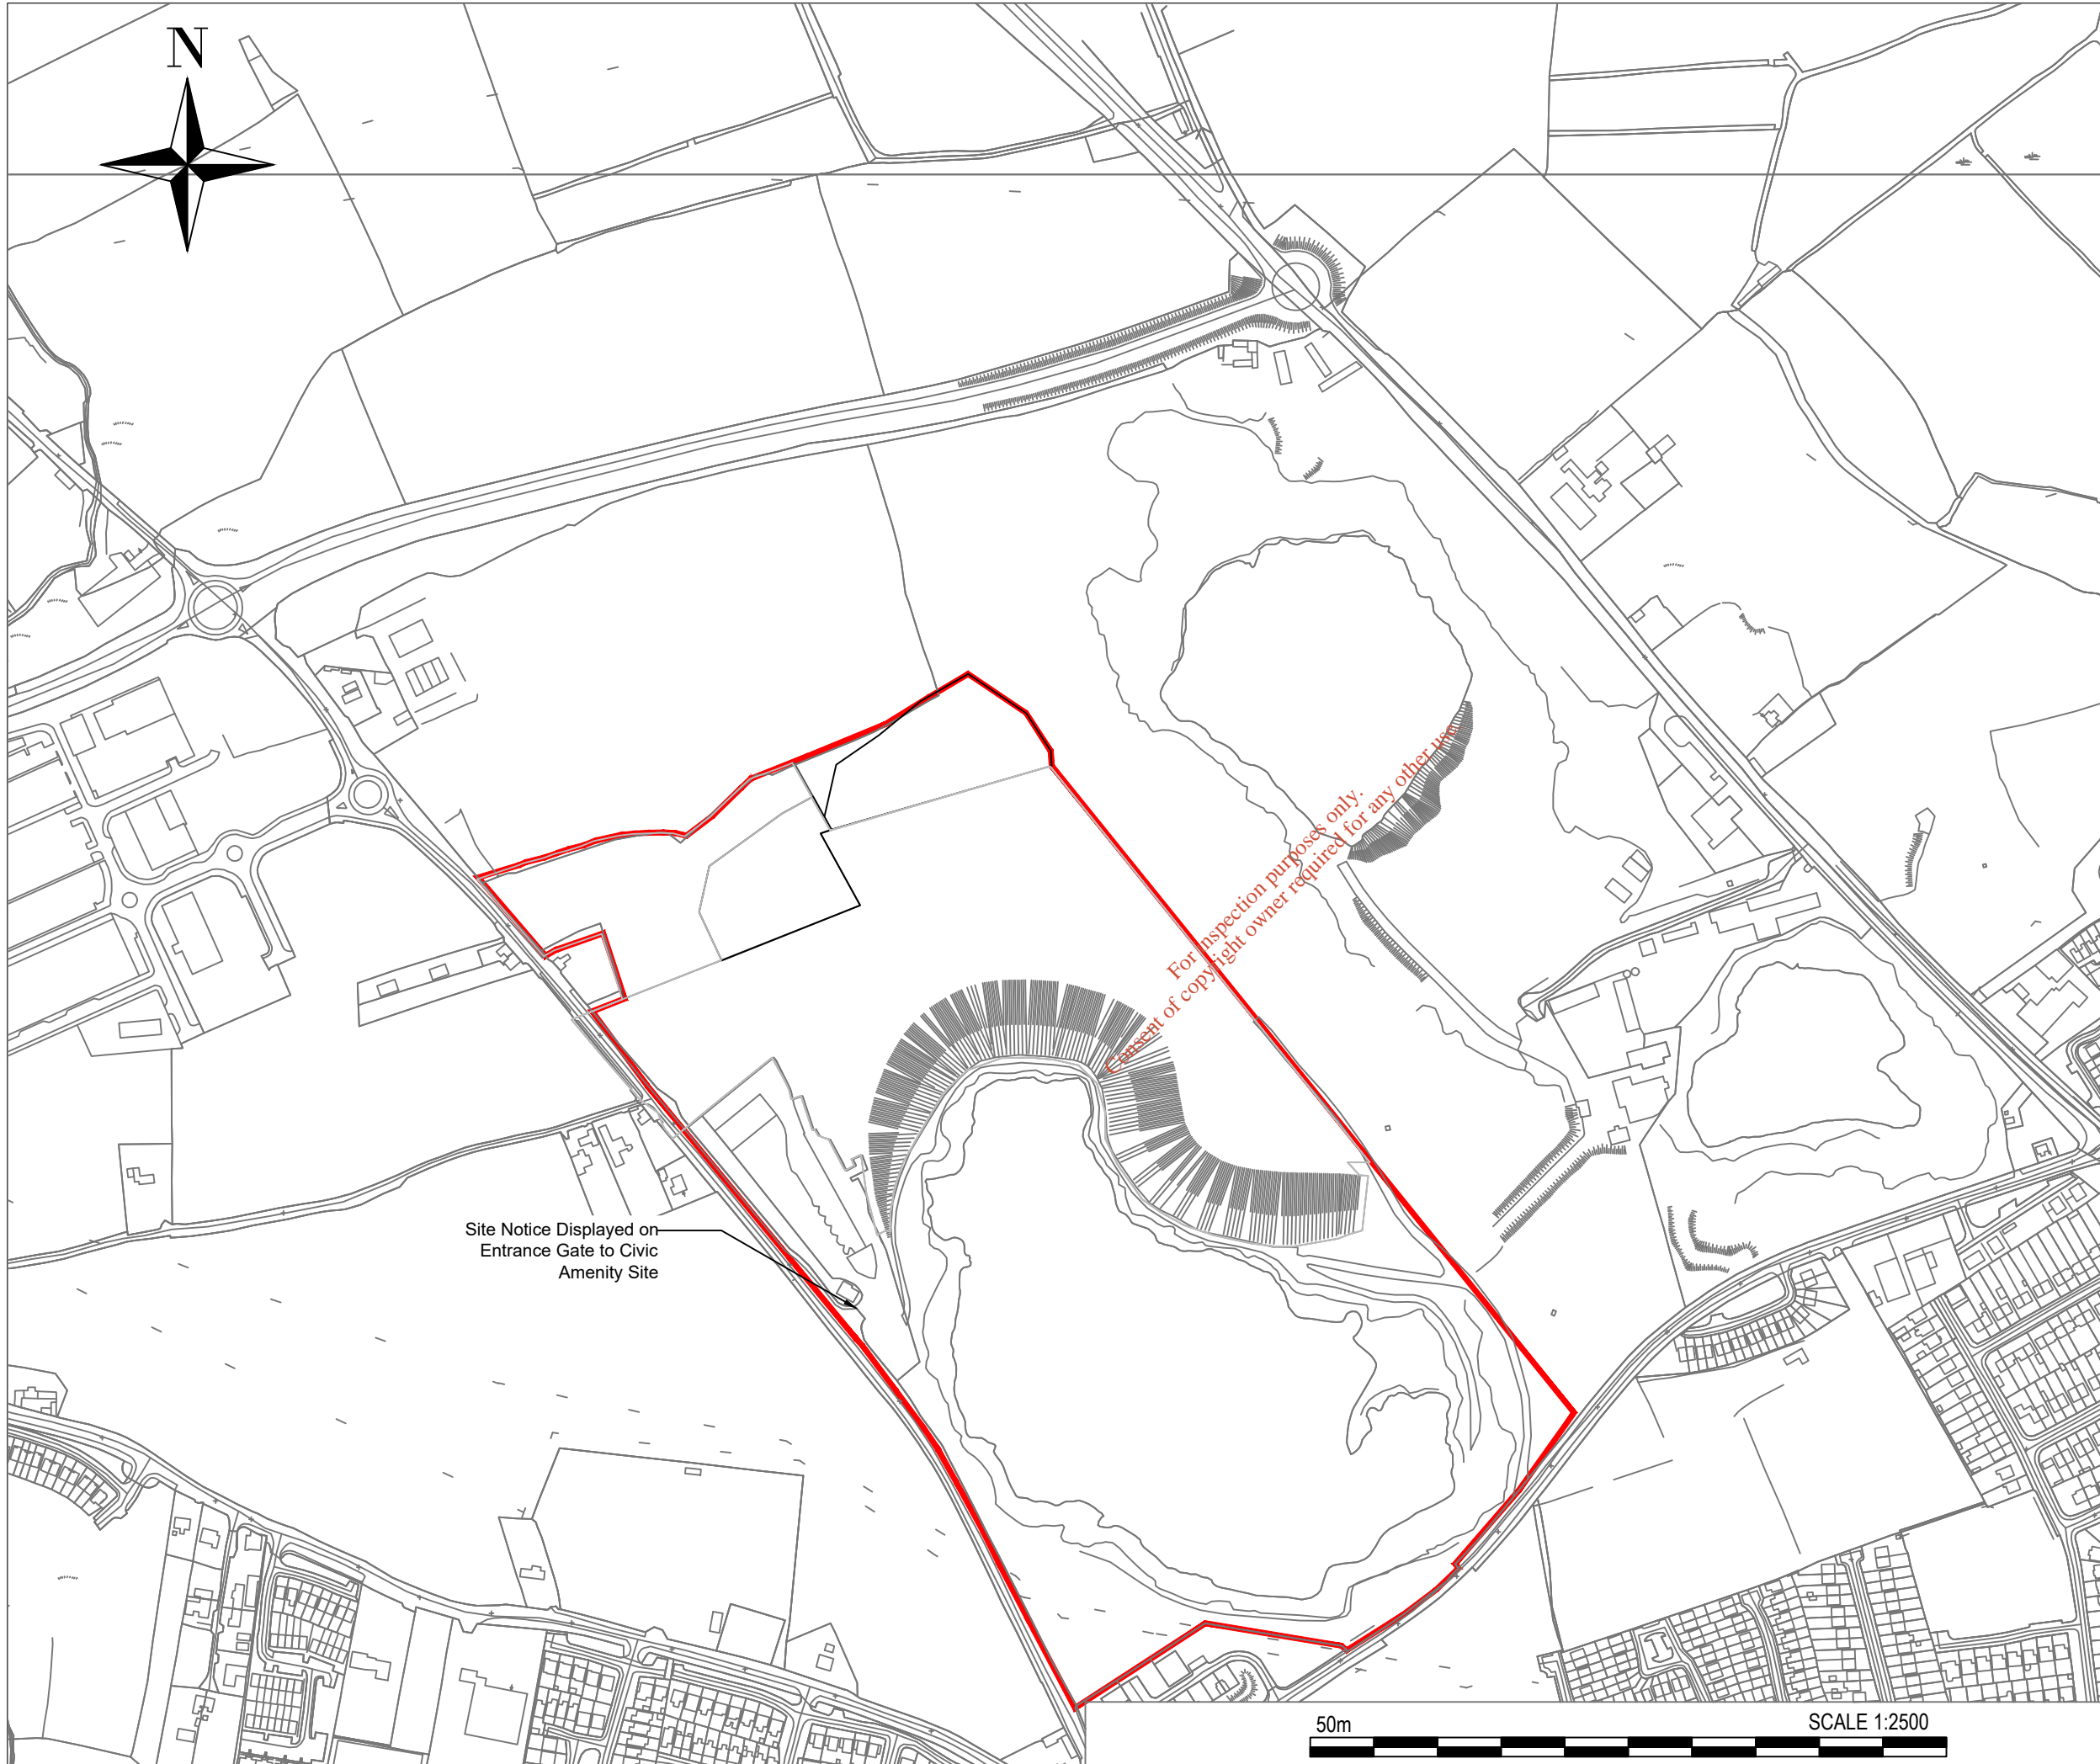 N
For inspection purposes only.
Consent of copyright owner required for any other use.
Site Notice Displayed on
Entrance Gate to Civic
Amenity Site
50m
SCALE 1:2500